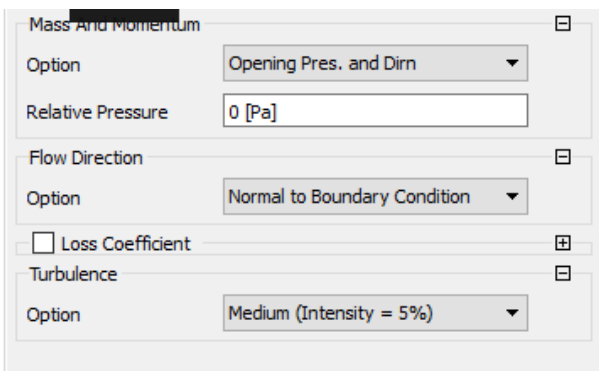 Mass And Momentum
Option Opening Pres. and Dirn
Relative Pressure 0 [Pa]
Flow Direction
Option Normal to Boundary Condition
Loss Coefficient
Turbulence
Option Medium (Intensity = 5%)